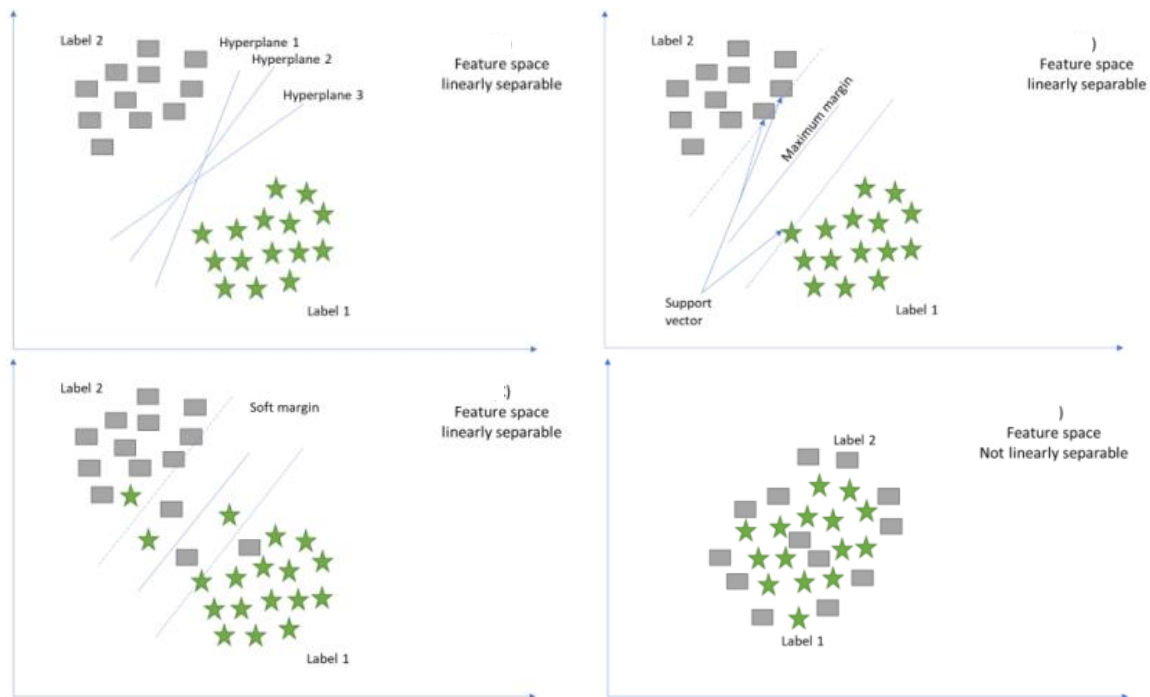 Label 2
Hyperplane 1
Hyperplane 2
Hyperplane 3
Feature space
linearly separable
Label 1
Label 2
)
Feature space
linearly separable
Maximum margin
Support
vector
Label 1
Label 2
Soft margin
)
Feature space
linearly separable
Label 1
)
Feature space
Not linearly separable
Label 2
Label 1